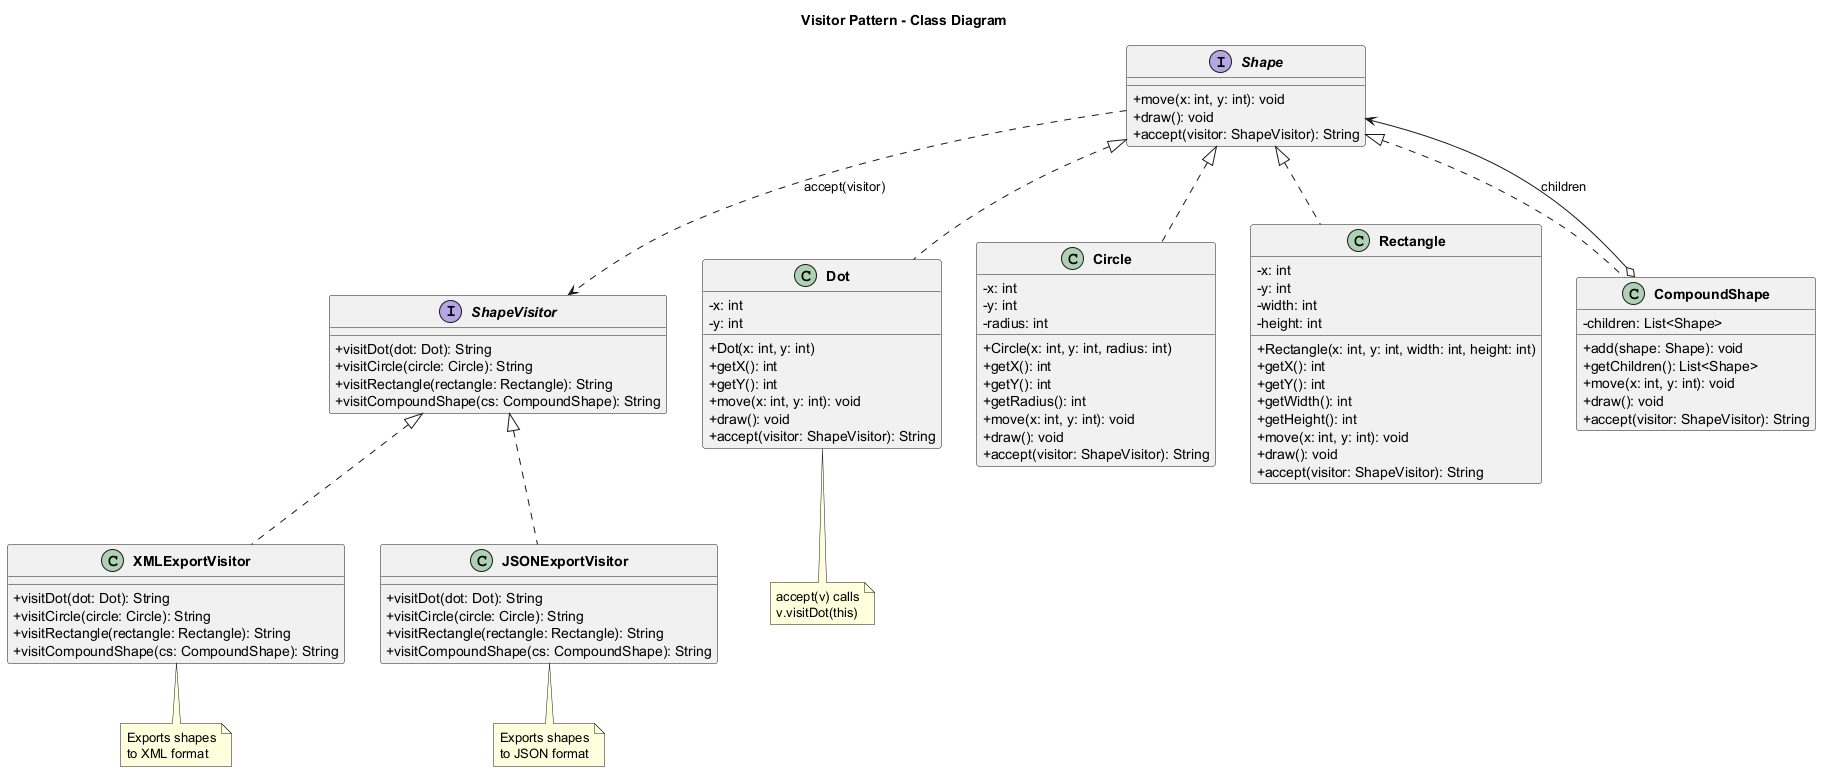 Visitor Pattern - Class Diagram
I Shape
+move(x: int, y: int): void
+draw(): void
+accept(visitor: ShapeVisitor): String
accept(visitor)
children
I ShapeVisitor
+visitDot(dot: Dot): String
+visitCircle(circle: Circle): String
+visitRectangle(rectangle: Rectangle): String
+visitCompoundShape(cs: CompoundShape): String
C Dot
-x: int
-y: int
+Dot(x: int, y: int)
+getX(): int
+getY(): int
+move(x: int, y: int): void
+draw(): void
+accept(visitor: ShapeVisitor): String
C Circle
-x: int
-y: int
-radius: int
+Circle(x: int, y: int, radius: int)
+getX(): int
+getY(): int
+getRadius(): int
+move(x: int, y: int): void
+draw(): void
+accept(visitor: ShapeVisitor): String
C Rectangle
-x: int
-y: int
-width: int
-height: int
+Rectangle(x: int, y: int, width: int, height: int)
+getX(): int
+getY(): int
+getWidth(): int
+getHeight(): int
+move(x: int, y: int): void
+draw(): void
+accept(visitor: ShapeVisitor): String
C CompoundShape
-children: List<Shape>
+add(shape: Shape): void
+getChildren(): List<Shape>
+move(x: int, y: int): void
+draw(): void
+accept(visitor: ShapeVisitor): String
C XMLExportVisitor
+visitDot(dot: Dot): String
+visitCircle(circle: Circle): String
+visitRectangle(rectangle: Rectangle): String
+visitCompoundShape(cs: CompoundShape): String
C JSONExportVisitor
+visitDot(dot: Dot): String
+visitCircle(circle: Circle): String
+visitRectangle(rectangle: Rectangle): String
+visitCompoundShape(cs: CompoundShape): String
accept(v) calls
v.visitDot(this)
Exports shapes
to XML format
Exports shapes
to JSON format